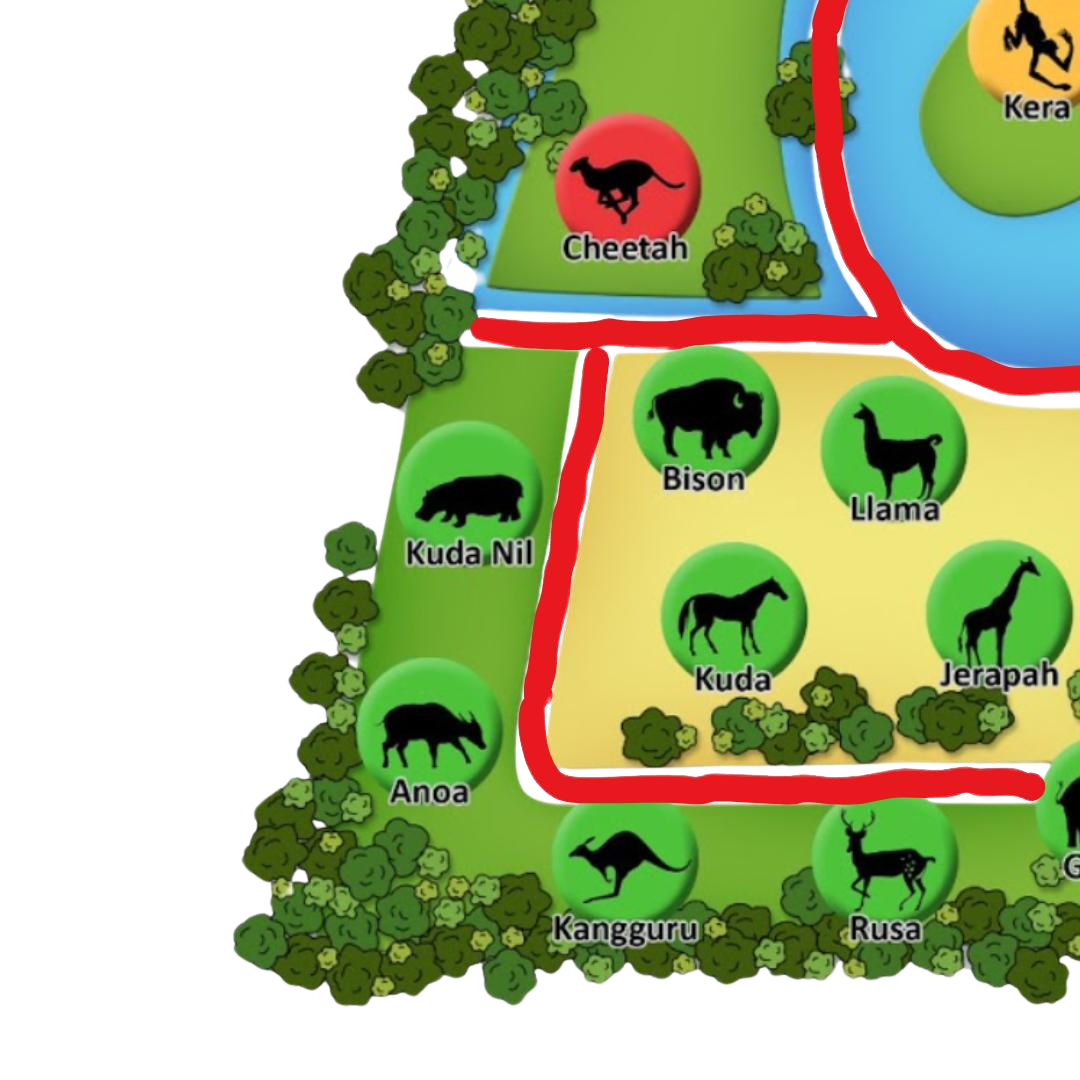 Kera
Cheetah
Bison
Llama
Kuda Nil
Kuda
Jerapah
Anoa
Kangguru
Rusa